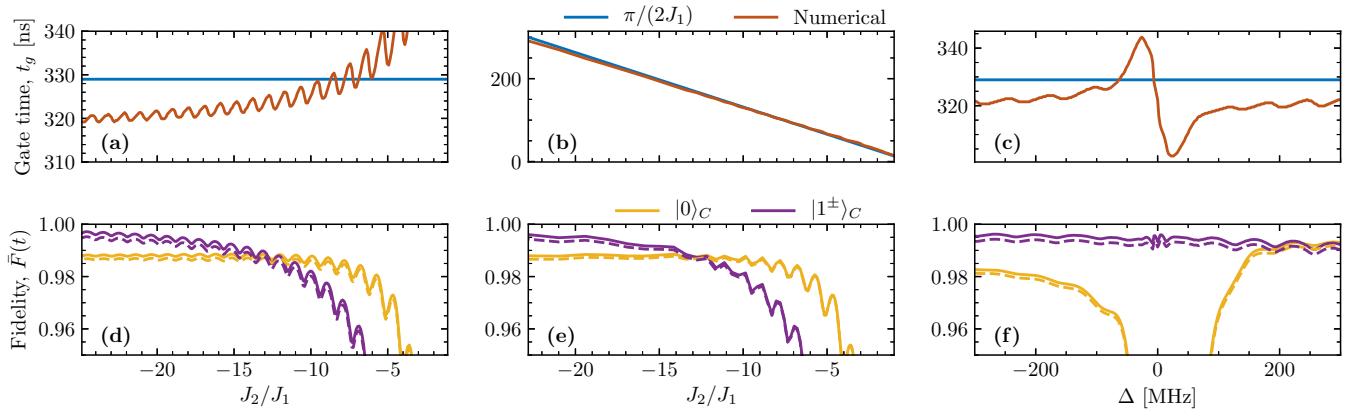 π/(2J₁) Numerical
Gate time, t_g [ns]
340
330
320
310
(a)
200
0
(b)
340
320
(c)
|0⟩_C |1^±⟩_C
Fidelity, F̄(t)
1.00
0.98
0.96
(d)
−20 −15 −10 −5
J₂/J₁
1.00
0.98
0.96
(e)
−20 −15 −10 −5
J₂/J₁
1.00
0.98
0.96
(f)
−200 0 200
Δ [MHz]